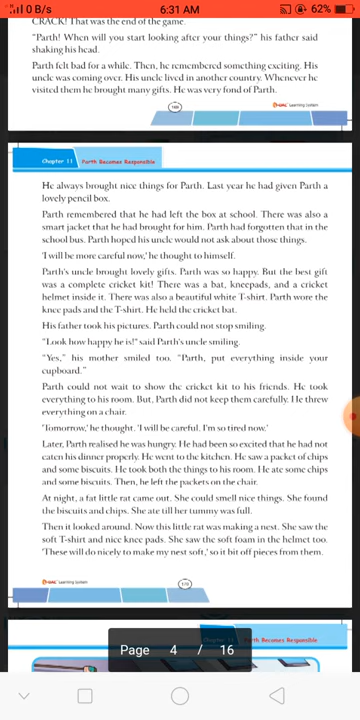 0 B/s 6:31 AM 62%
CRACK! That was the end of the game.
"Parth! When will you start looking after your things?" his father said
shaking his head.
Parth felt bad for a while. Then, he remembered something exciting. His
uncle was coming over. His uncle lived in another country. Whenever he
visited them he brought many gifts. He was very fond of Parth.
169
Learning System
Chapter 11 Parth Becomes Responsible
He always brought nice things for Parth. Last year he had given Parth a
lovely pencil box.
Parth remembered that he had left the box at school. There was also a
smart jacket that he had brought for him. Parth had forgotten that in the
school bus. Parth hoped his uncle would not ask about those things.
'I will be more careful now,' he thought to himself.
Parth's uncle brought lovely gifts. Parth was so happy. But the best gift
was a complete cricket kit! There was a bat, kneepads, and a cricket
helmet inside it. There was also a beautiful white T-shirt. Parth wore the
knee pads and the T-shirt. He held the cricket bat.
His father took his pictures. Parth could not stop smiling.
"Look how happy he is!" said Parth's uncle smiling.
"Yes," his mother smiled too. "Parth, put everything inside your
cupboard."
Parth could not wait to show the cricket kit to his friends. He took
everything to his room. But, Parth did not keep them carefully. He threw
everything on a chair.
'Tomorrow,' he thought. 'I will be careful. I'm so tired now.'
Later, Parth realised he was hungry. He had been so excited that he had not
eaten his dinner properly. He went to the kitchen. He saw a packet of chips
and some biscuits. He took both the things to his room. He ate some chips
and some biscuits. Then, he left the packets on the chair.
At night, a fat little rat came out. She could smell nice things. She found
the biscuits and chips. She ate till her tummy was full.
Then it looked around. Now this little rat was making a nest. She saw the
soft T-shirt and nice knee pads. She saw the soft foam in the helmet too.
'These will do nicely to make my nest soft,' so it bit off pieces from them.
Learning System
170
Chapter 11 Parth Becomes Responsible
Page 4 / 16